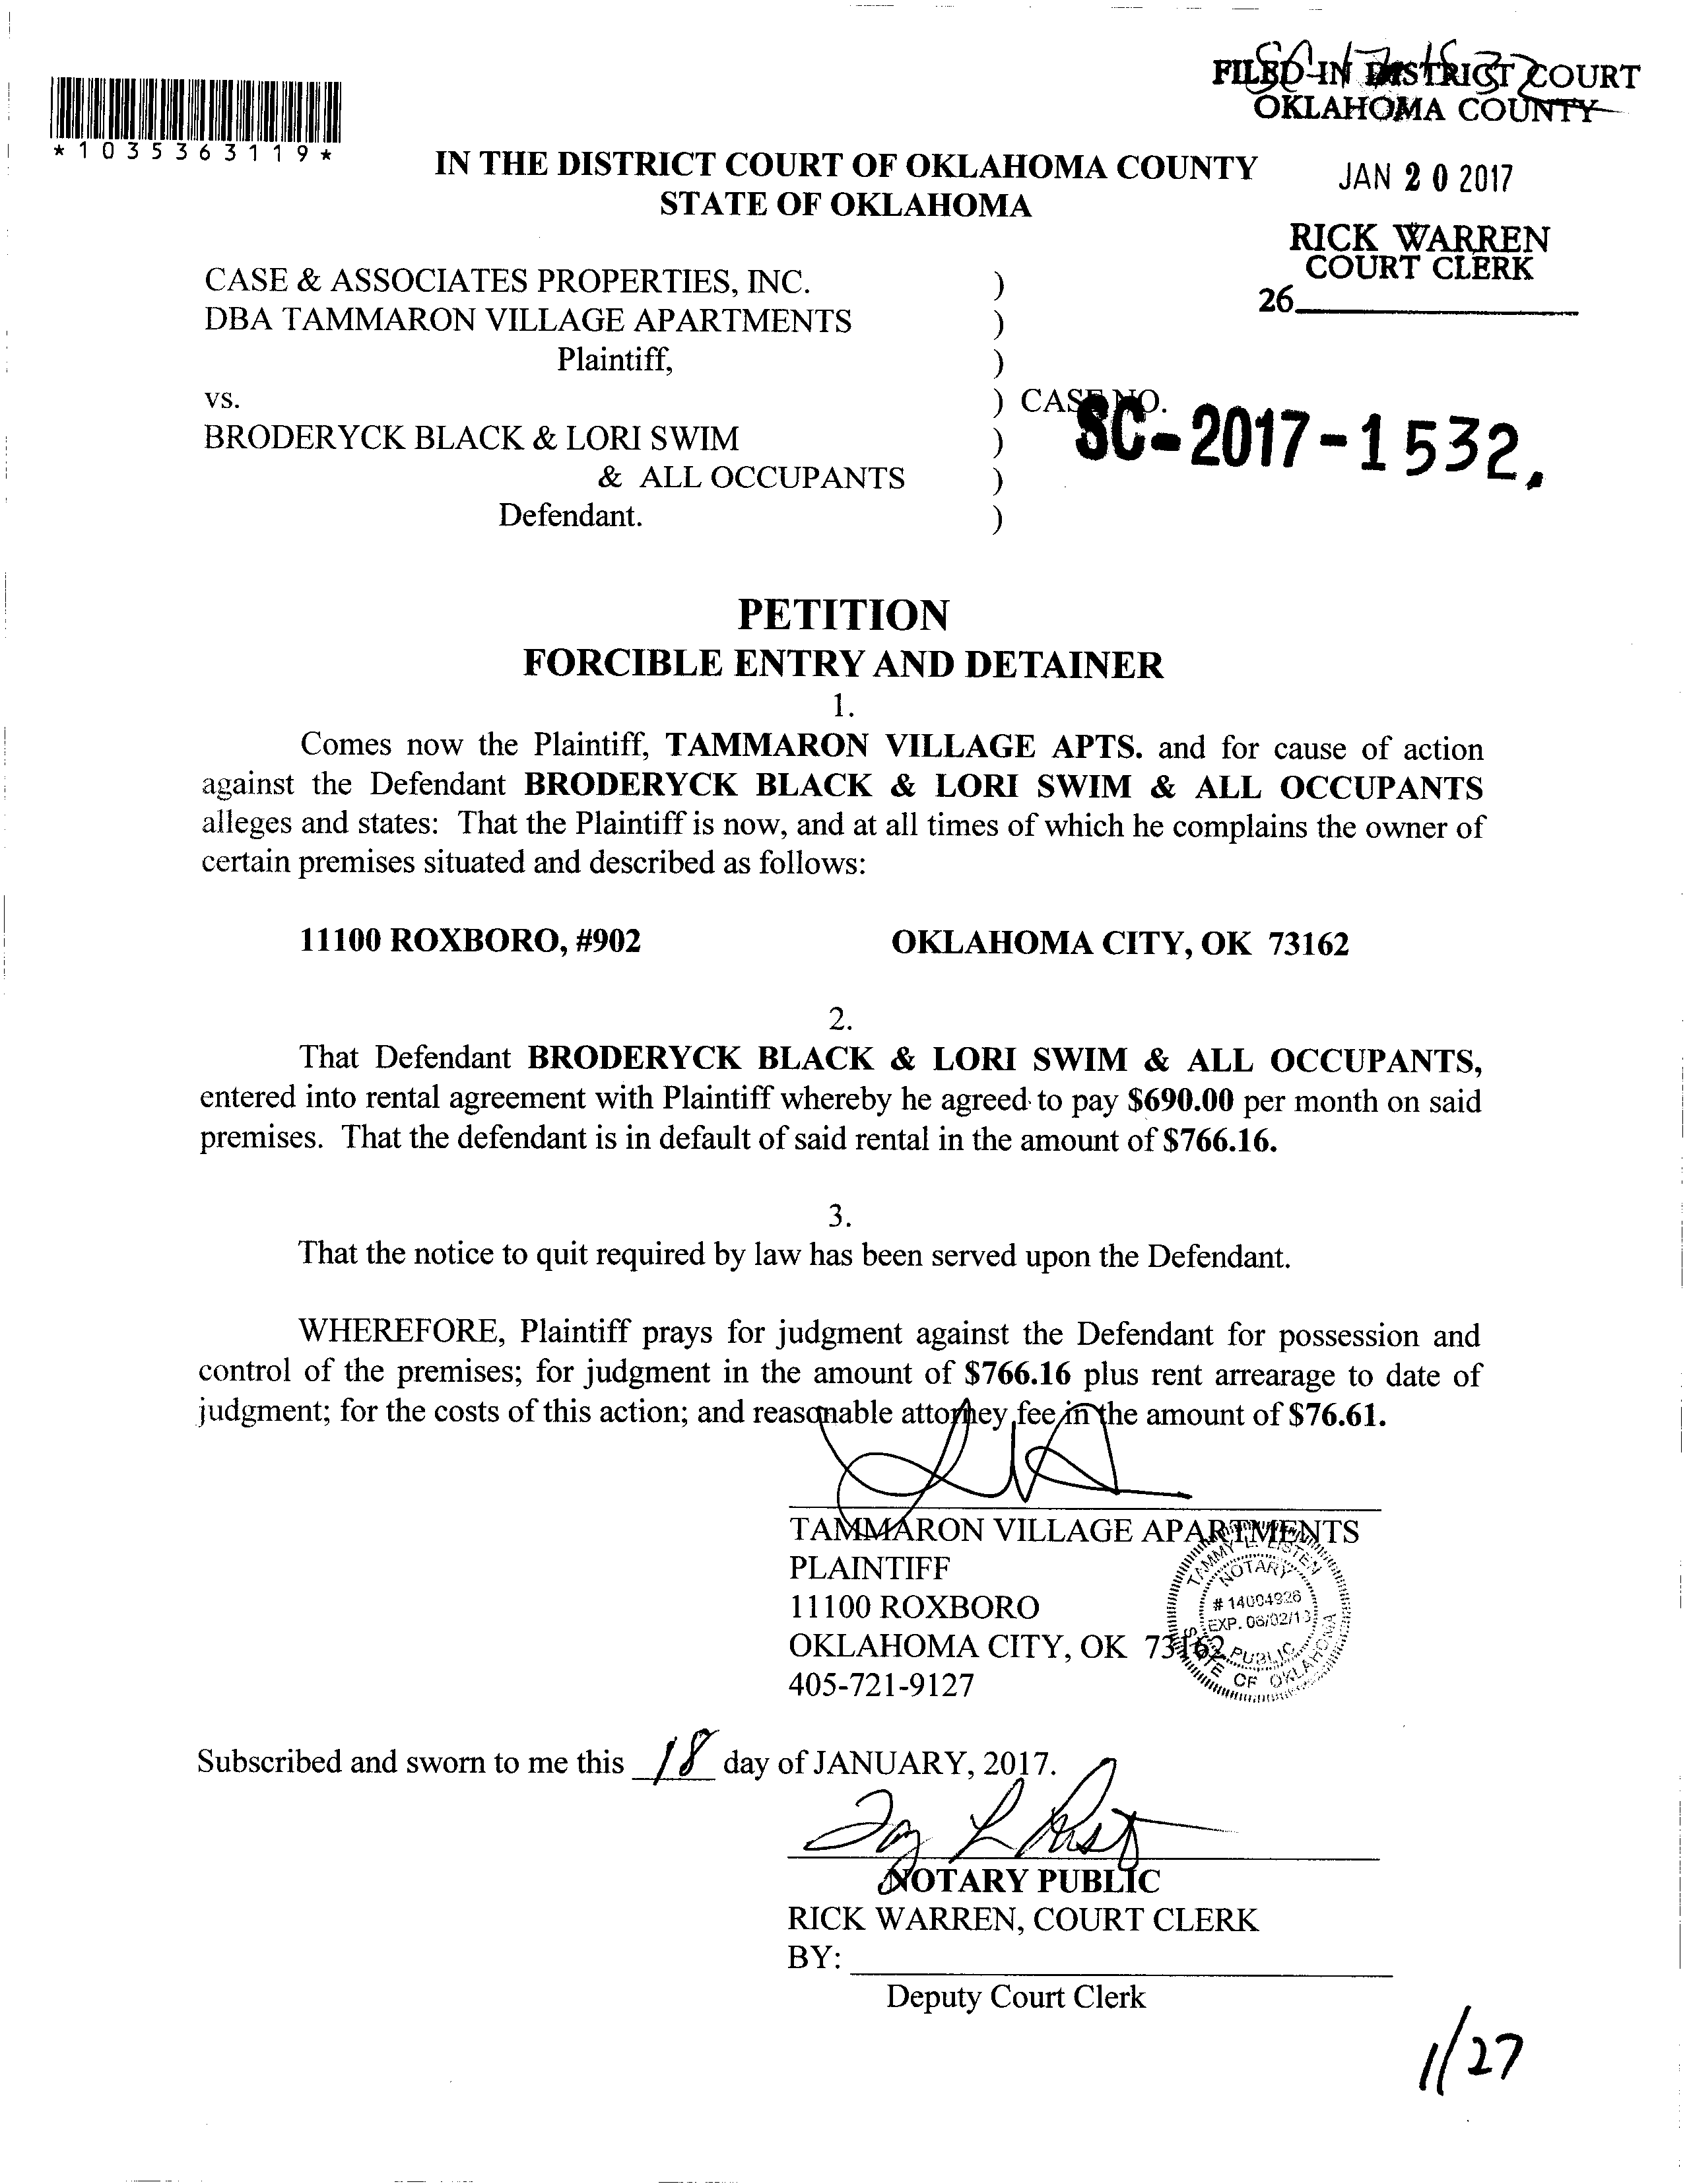 SC-17-1532
FILED IN DISTRICT COURT
OKLAHOMA COUNTY
*1035363119*
IN THE DISTRICT COURT OF OKLAHOMA COUNTY
STATE OF OKLAHOMA
JAN 20 2017
RICK WARREN
COURT CLERK
26
CASE & ASSOCIATES PROPERTIES, INC. )
DBA TAMMARON VILLAGE APARTMENTS )
Plaintiff, )
vs. ) CASE NO.
SC-2017-1532.
BRODERYCK BLACK & LORI SWIM )
& ALL OCCUPANTS )
Defendant. )
PETITION
FORCIBLE ENTRY AND DETAINER
1.
Comes now the Plaintiff, TAMMARON VILLAGE APTS. and for cause of action
against the Defendant BRODERYCK BLACK & LORI SWIM & ALL OCCUPANTS
alleges and states: That the Plaintiff is now, and at all times of which he complains the owner of
certain premises situated and described as follows:
11100 ROXBORO, #902 OKLAHOMA CITY, OK 73162
2.
That Defendant BRODERYCK BLACK & LORI SWIM & ALL OCCUPANTS,
entered into rental agreement with Plaintiff whereby he agreed to pay $690.00 per month on said
premises. That the defendant is in default of said rental in the amount of $766.16.
3.
That the notice to quit required by law has been served upon the Defendant.
WHEREFORE, Plaintiff prays for judgment against the Defendant for possession and
control of the premises; for judgment in the amount of $766.16 plus rent arrearage to date of
judgment; for the costs of this action; and reasonable attorney fee in the amount of $76.61.
TAMMARON VILLAGE APARTMENTS
PLAINTIFF
11100 ROXBORO
OKLAHOMA CITY, OK 73162
405-721-9127
TAMMY L. LISTEN
NOTARY
# 14004926
EXP. 06/02/1
PUBLIC
STATE OF OKLAHOMA
Subscribed and sworn to me this 18 day of JANUARY, 2017.
NOTARY PUBLIC
RICK WARREN, COURT CLERK
BY:
Deputy Court Clerk
1/27